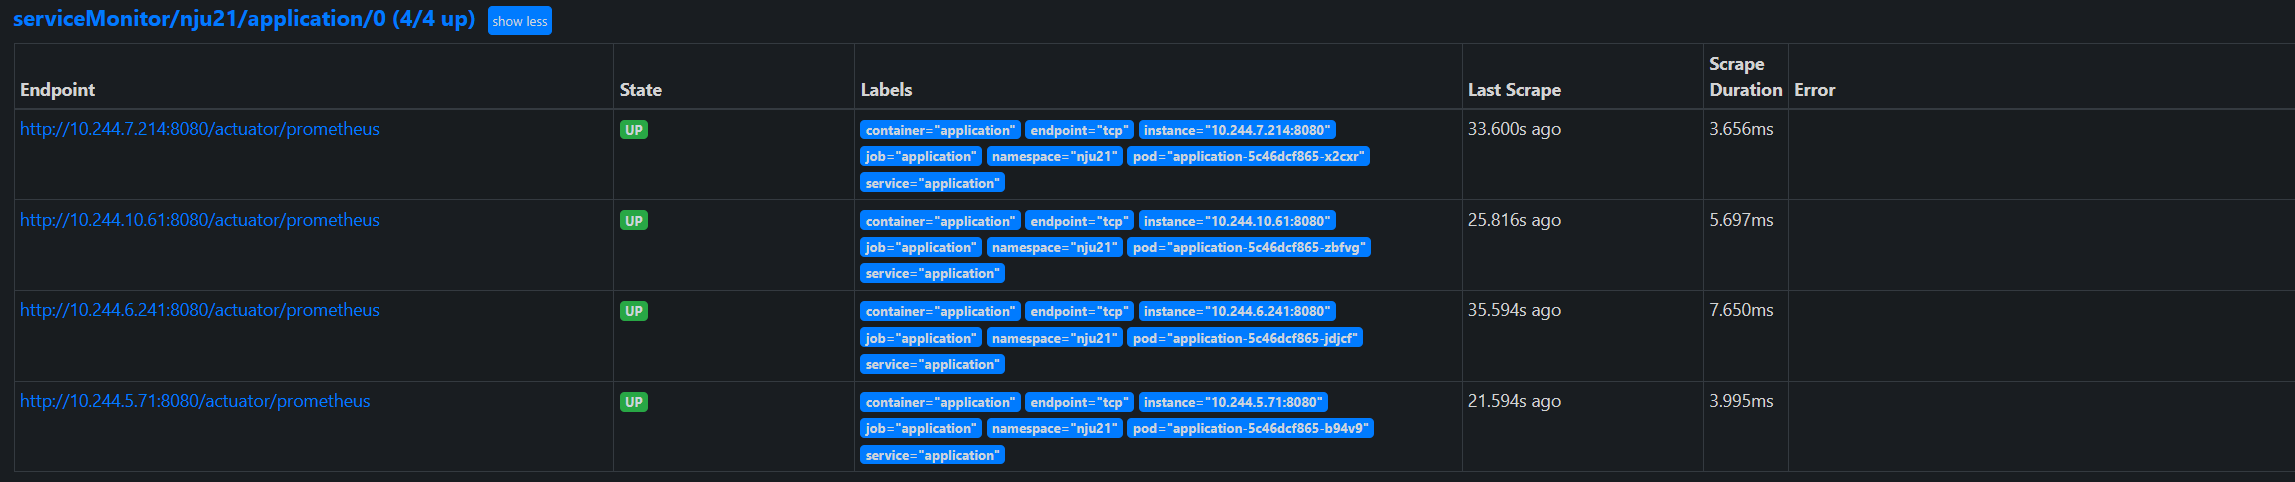 serviceMonitor/nju21/application/0 (4/4 up) show less
Endpoint State Labels Last Scrape Scrape Duration Error
http://10.244.7.214:8080/actuator/prometheus UP container="application" endpoint="tcp" instance="10.244.7.214:8080" 33.600s ago 3.656ms
job="application" namespace="nju21" pod="application-5c46dcf865-x2cxr"
service="application"
http://10.244.10.61:8080/actuator/prometheus UP container="application" endpoint="tcp" instance="10.244.10.61:8080" 25.816s ago 5.697ms
job="application" namespace="nju21" pod="application-5c46dcf865-zbfvg"
service="application"
http://10.244.6.241:8080/actuator/prometheus UP container="application" endpoint="tcp" instance="10.244.6.241:8080" 35.594s ago 7.650ms
job="application" namespace="nju21" pod="application-5c46dcf865-jdjcf"
service="application"
http://10.244.5.71:8080/actuator/prometheus UP container="application" endpoint="tcp" instance="10.244.5.71:8080" 21.594s ago 3.995ms
job="application" namespace="nju21" pod="application-5c46dcf865-b94v9"
service="application"